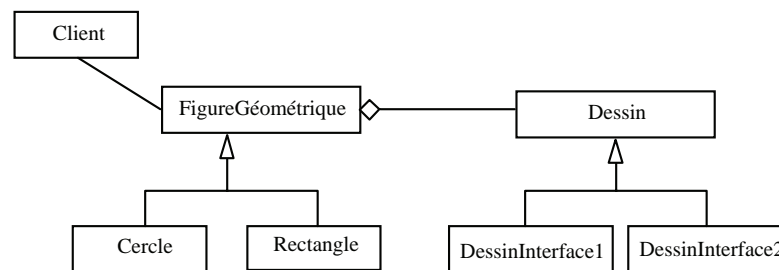 Client
FigureGéométrique
Dessin
Cercle
Rectangle
DessinInterface1
DessinInterface2